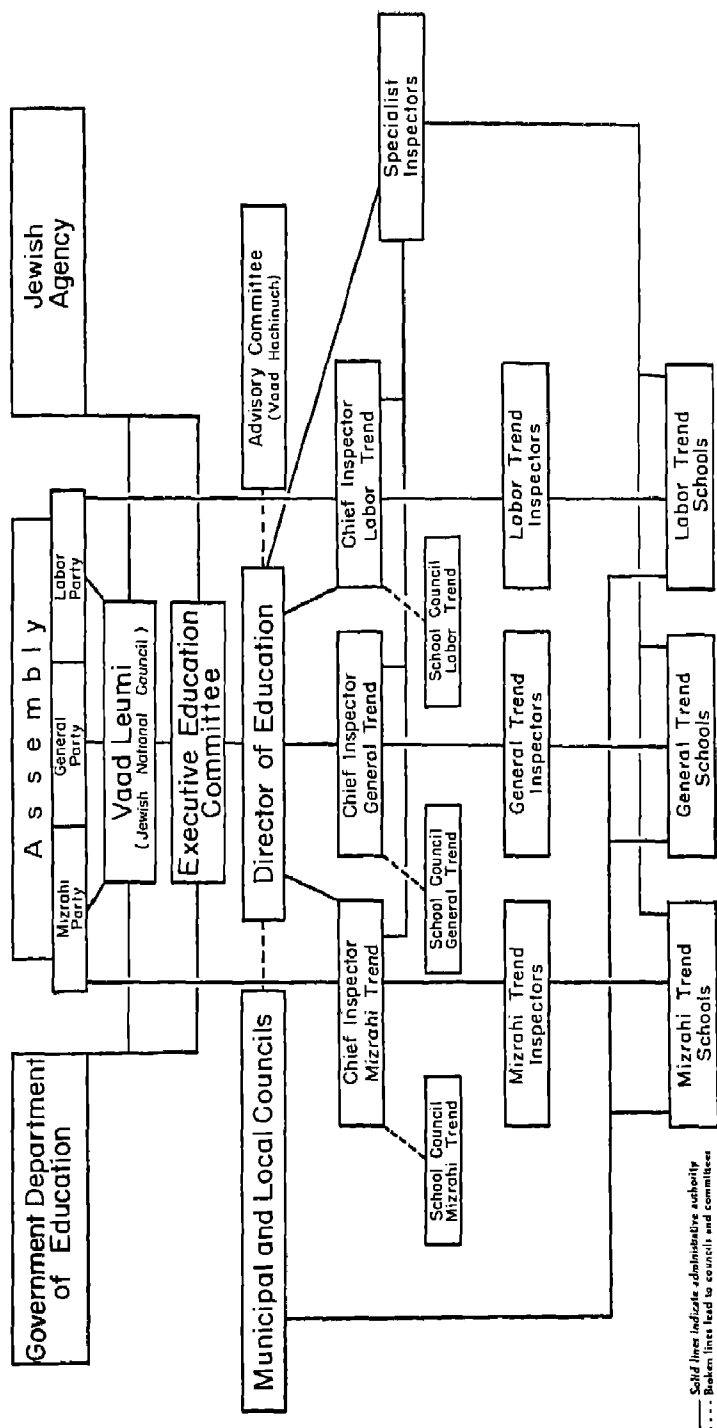 Government Department
of Education
A s s e m b l y
Jewish
Agency
Mizrahi
Party
General
Party
Labor
Party
Vaad Leumi
(Jewish National Council)
Executive Education
Committee
Municipal and Local Councils
Director of Education
Advisory Committee
(Vaad Hachinuch)
Chief Inspector
Mizrahi Trend
Chief Inspector
General Trend
Chief Inspector
Labor Trend
Specialist
Inspectors
School Council
Mizrahi Trend
School Council
General Trend
School Council
Labor Trend
Mizrahi Trend
Inspectors
General Trend
Inspectors
Labor Trend
Inspectors
Mizrahi Trend
Schools
General Trend
Schools
Labor Trend
Schools
Solid lines indicate administrative authority
Broken lines lead to councils and committees